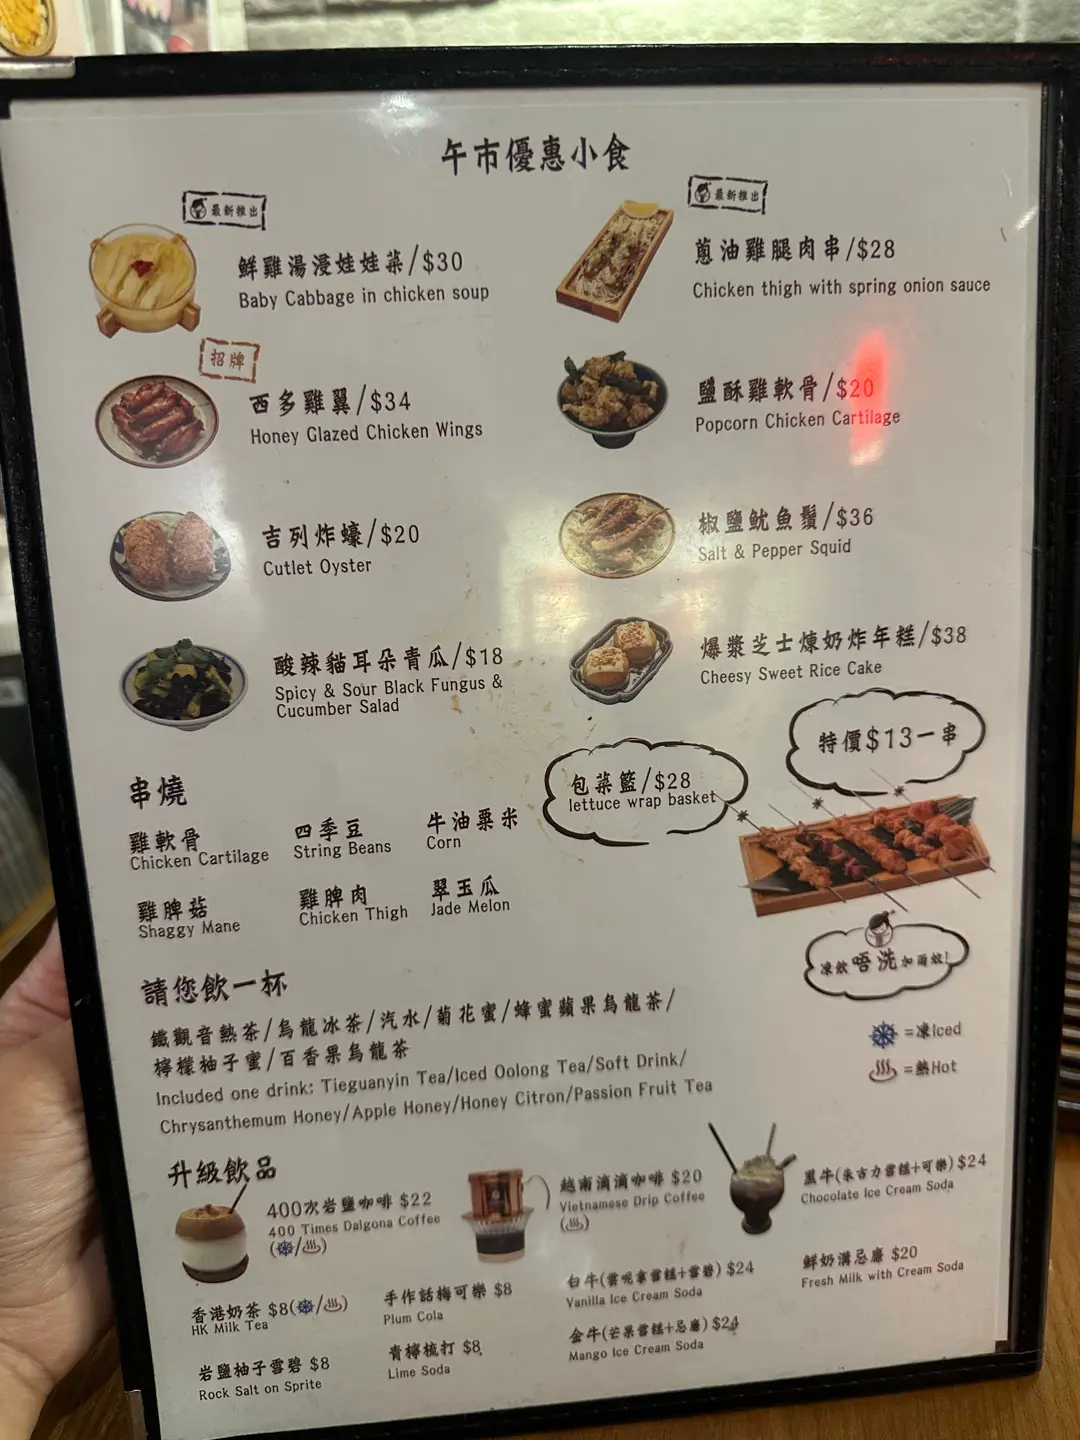 午市優惠小食
最新推出
鮮雞湯浸娃娃菜/$30
Baby Cabbage in chicken soup
最新推出
蔥油雞腿肉串/$28
Chicken thigh with spring onion sauce
招牌
西多雞翼/$34
Honey Glazed Chicken Wings
鹽酥雞軟骨/$20
Popcorn Chicken Cartilage
吉列炸蠔/$20
Cutlet Oyster
椒鹽魷魚鬚/$36
Salt & Pepper Squid
酸辣貓耳朵青瓜/$18
Spicy & Sour Black Fungus &
Cucumber Salad
爆漿芝士煉奶炸年糕/$38
Cheesy Sweet Rice Cake
特價$13一串
包菜籃/$28
lettuce wrap basket
串燒
雞軟骨
Chicken Cartilage
四季豆
String Beans
牛油粟米
Corn
雞脾菇
Shaggy Mane
雞脾肉
Chicken Thigh
翠玉瓜
Jade Melon
凍飲唔洗加兩蚊!
請您飲一杯
鐵觀音熱茶/烏龍冰茶/汽水/菊花蜜/蜂蜜蘋果烏龍茶/
檸檬柚子蜜/百香果烏龍茶
Included one drink: Tieguanyin Tea/Iced Oolong Tea/Soft Drink/
Chrysanthemum Honey/Apple Honey/Honey Citron/Passion Fruit Tea
=凍Iced
=熱Hot
升級飲品
400次岩鹽咖啡 $22
400 Times Dalgona Coffee
( / )
越南滴滴咖啡 $20
Vietnamese Drip Coffee
( )
黑牛(朱古力雪糕+可樂)$24
Chocolate Ice Cream Soda
香港奶茶 $8( / )
HK Milk Tea
手作話梅可樂 $8
Plum Cola
白牛(雲呢拿雪糕+雪碧) $24
Vanilla Ice Cream Soda
鮮奶溝忌廉 $20
Fresh Milk with Cream Soda
岩鹽柚子雪碧 $8
Rock Salt on Sprite
青檸梳打 $8
Lime Soda
金牛(芒果雪糕+忌廉) $24
Mango Ice Cream Soda